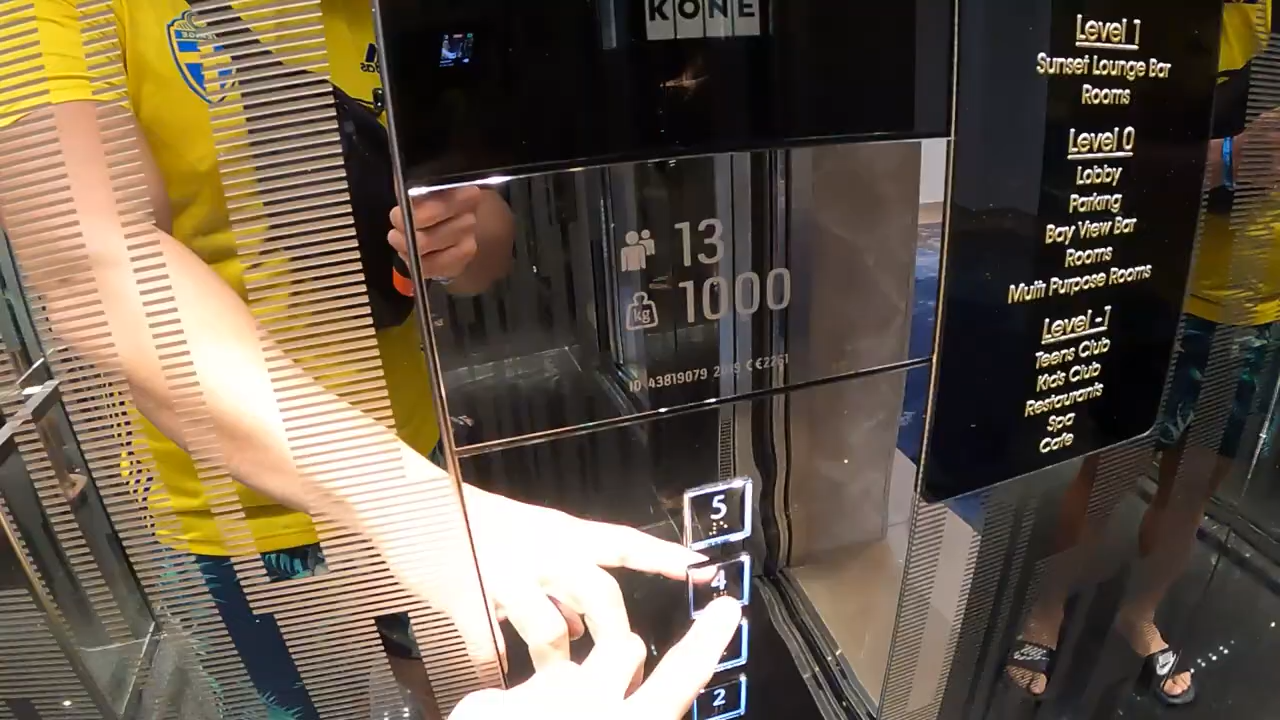 KONE
13
kg 1000
ID 43819079 2019 CE2261
5
4
2
Level 1
Sunset Lounge Bar
Rooms
Level 0
Lobby
Parking
Bay View Bar
Rooms
Multi Purpose Rooms
Level -1
Teens Club
Kids Club
Restaurants
Spa
Cafe